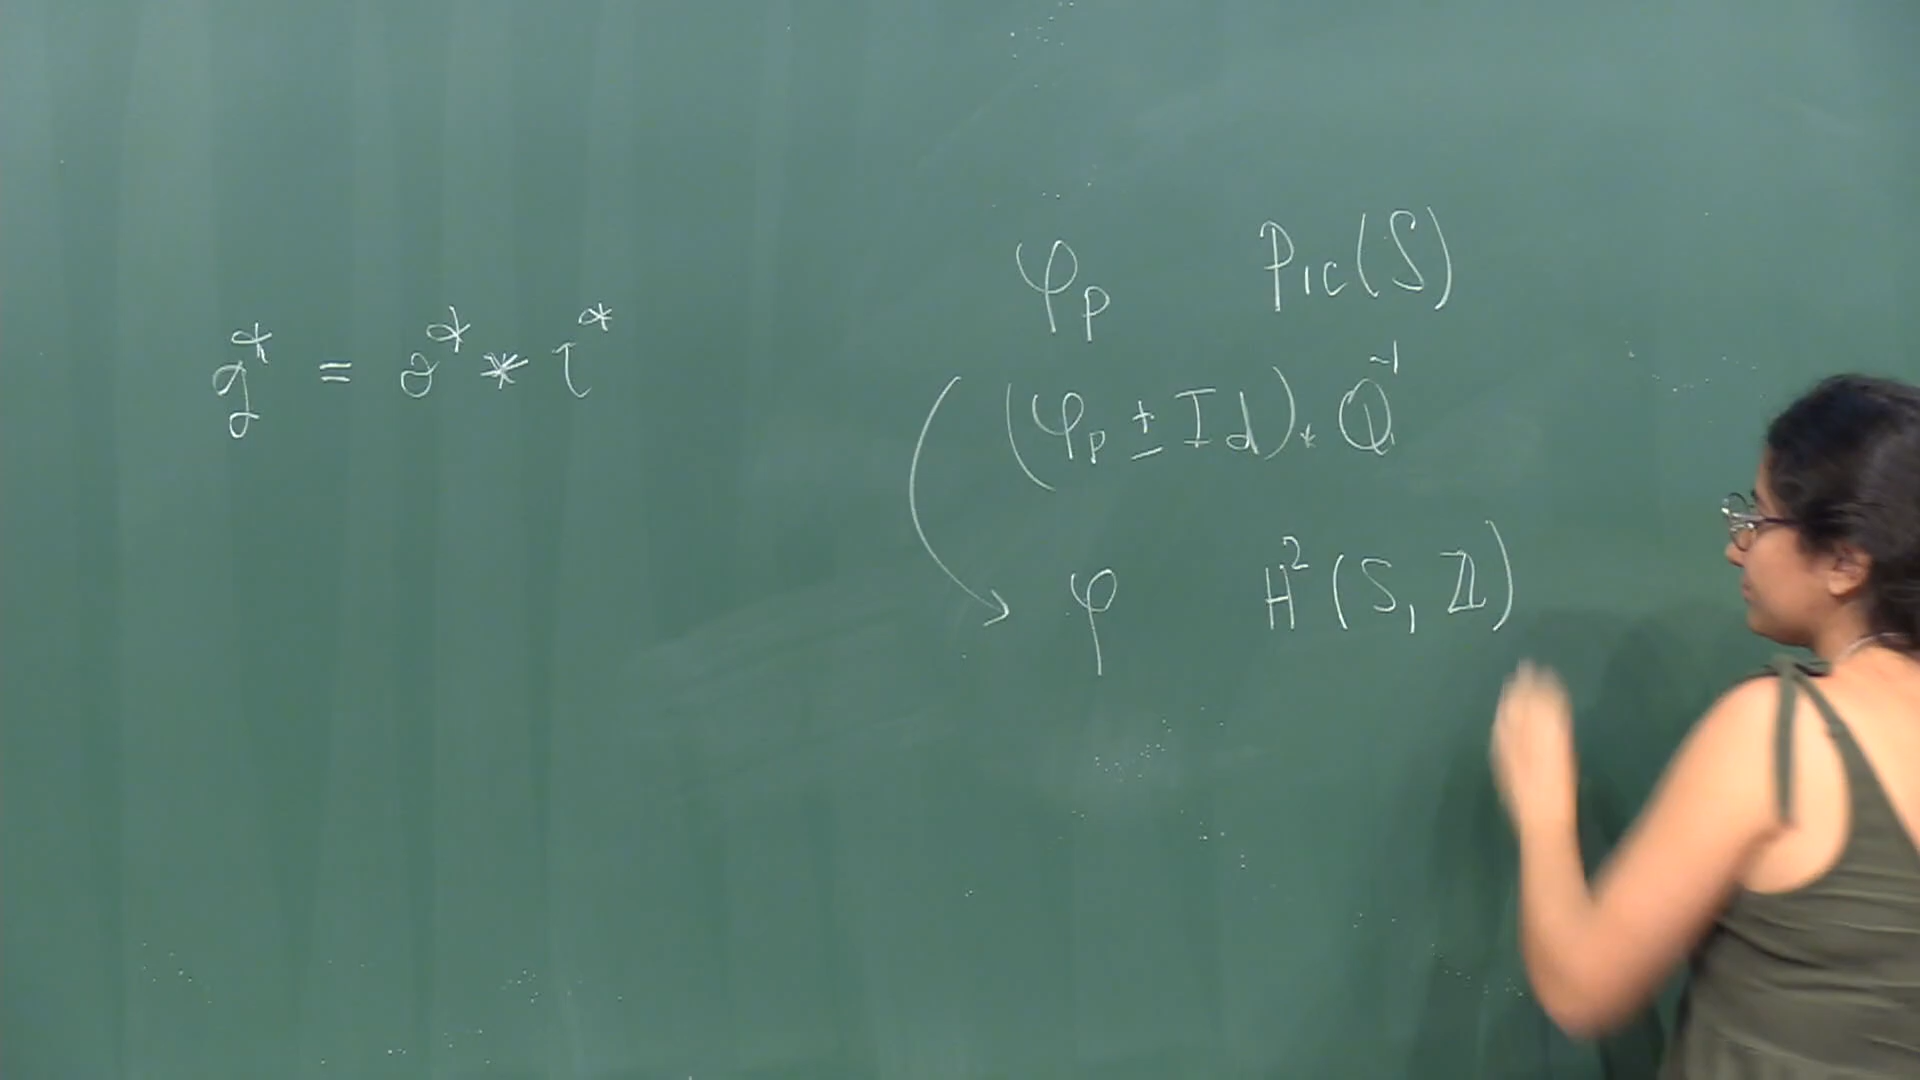 g* = σ* * τ*
φ_p Pic(S)
(φ_p ± Id) * Q⁻¹
φ H²(S, ℤ)